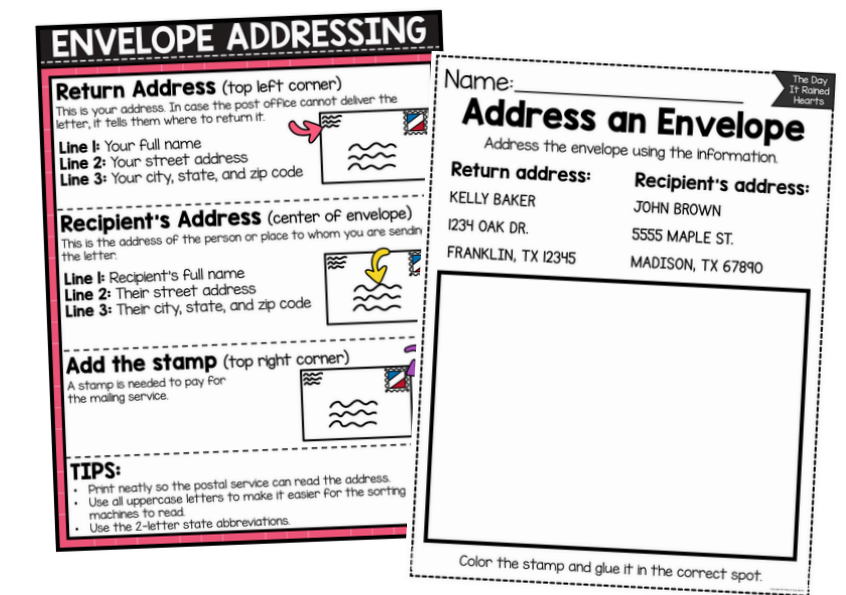 ENVELOPE ADDRESSING
Return Address (top left corner)
This is your address. In case the post office cannot deliver the
letter, it tells them where to return it.
Line 1: Your full name
Line 2: Your street address
Line 3: Your city, state, and zip code
Recipient's Address (center of envelope)
This is the address of the person or place to whom you are sendin
the letter.
Line 1: Recipient's full name
Line 2: Their street address
Line 3: Their city, state, and zip code
Add the stamp (top right corner)
A stamp is needed to pay for
the mailing service.
TIPS:
• Print neatly so the postal service can read the address.
• Use all uppercase letters to make it easier for the sorting
machines to read.
• Use the 2-letter state abbreviations.
Name:
The Day
It Rained
Hearts
Address an Envelope
Address the envelope using the information.
Return address:
KELLY BAKER
1234 OAK DR.
FRANKLIN, TX 12345
Recipient's address:
JOHN BROWN
5555 MAPLE ST.
MADISON, TX 67890
Color the stamp and glue it in the correct spot.